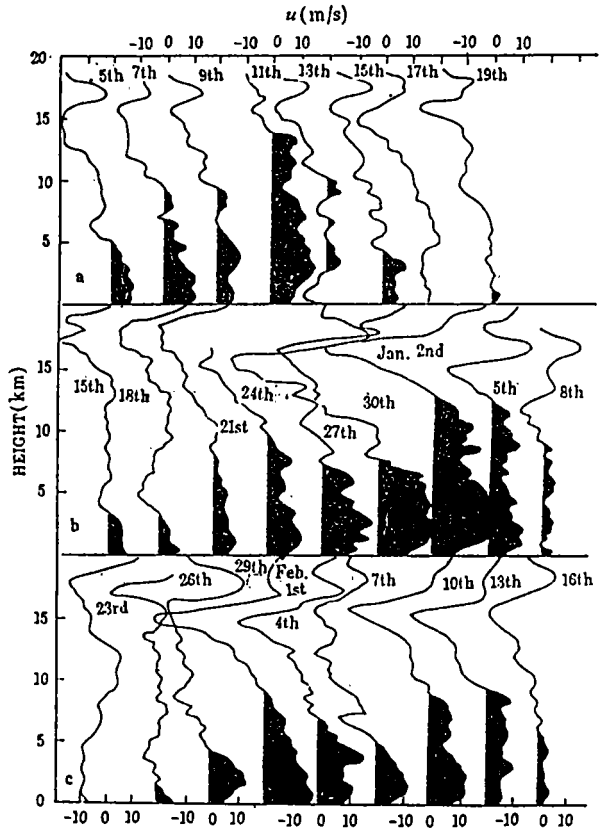 u (m/s)
-10 0 10 -10 0 10 -10 0 10 -10 0 10
20 5th 7th 9th 11th 13th 15th 17th 19th
15
10
5
a
Jan. 2nd
15 15th 18th 24th 30th 5th 8th
21st
27th
10
HEIGHT (km)
5
b
29th Feb.
26th 7th 10th 13th 16th
1st
23rd
15 4th
10
5
c
0
-10 0 10 -10 0 10 -10 0 10 -10 0 10 -10 0 10